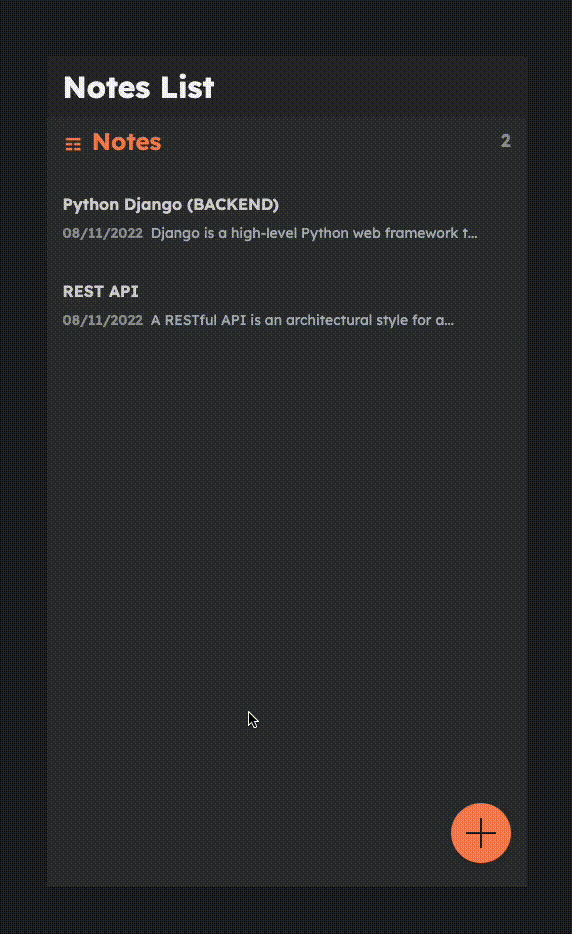 Notes List
Notes
2
Python Django (BACKEND)
08/11/2022 Django is a high-level Python web framework t...
REST API
08/11/2022 A RESTful API is an architectural style for a...